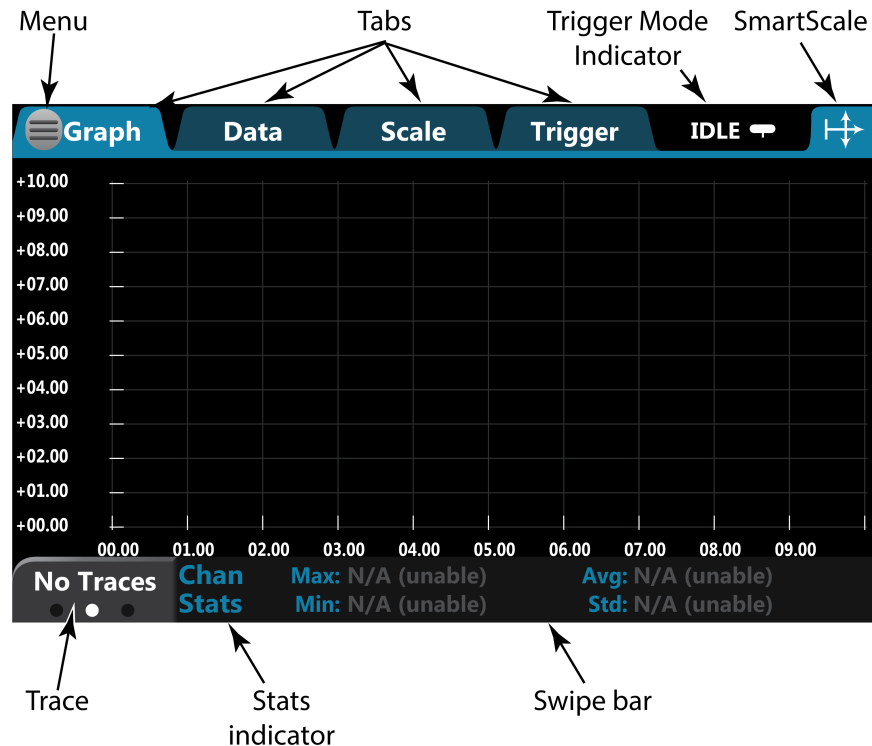 Menu
Tabs
Trigger Mode
Indicator
SmartScale
Graph
Data
Scale
Trigger
IDLE
+10.00
+09.00
+08.00
+07.00
+06.00
+05.00
+04.00
+03.00
+02.00
+01.00
+00.00
00.00 01.00 02.00 03.00 04.00 05.00 06.00 07.00 08.00 09.00
No Traces
Chan
Stats
Max: N/A (unable)
Avg: N/A (unable)
Min: N/A (unable)
Std: N/A (unable)
Trace
Stats
indicator
Swipe bar